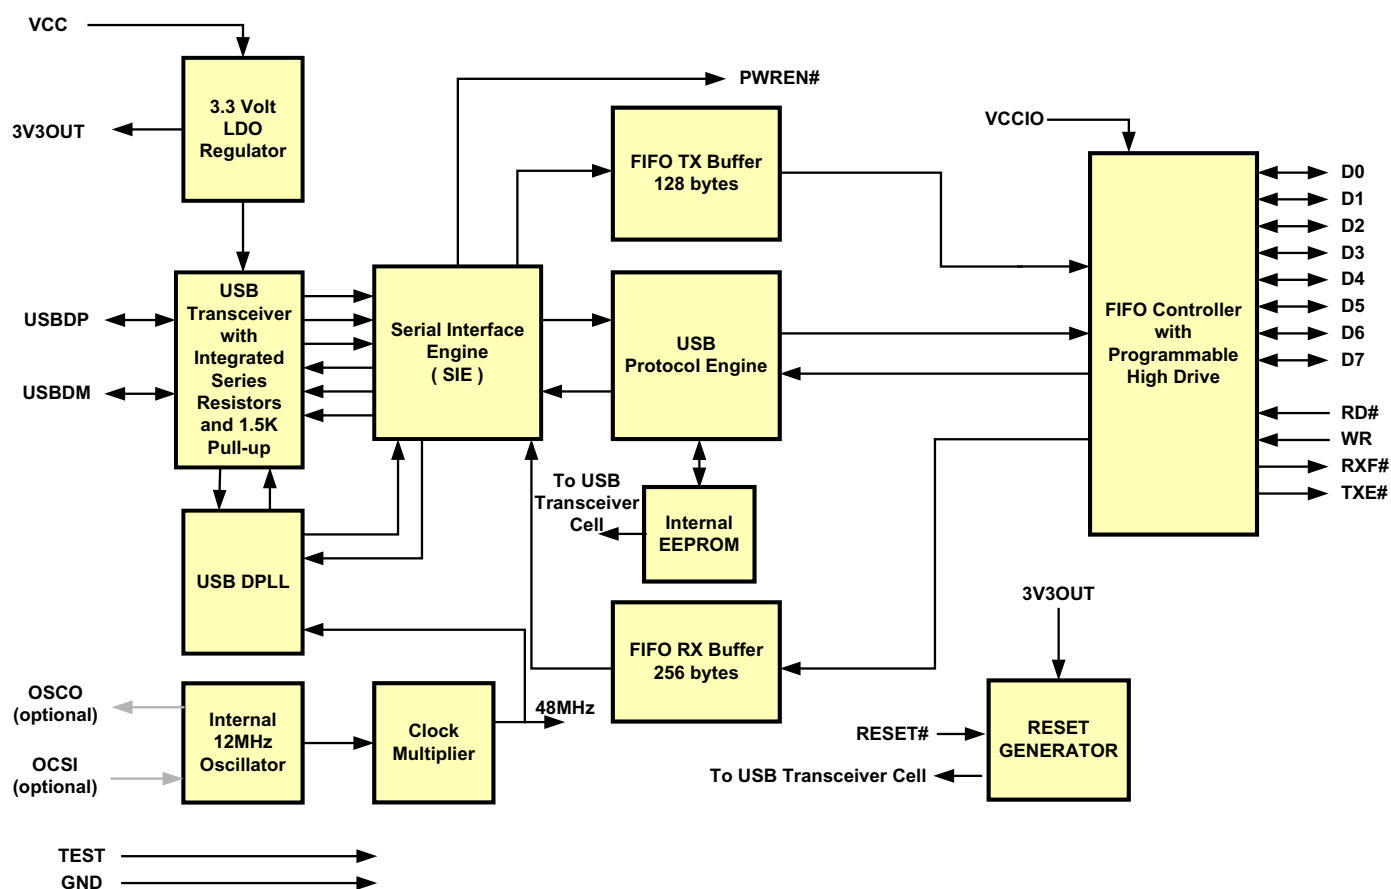 VCC
3.3 Volt
LDO
Regulator
3V3OUT
PWREN#
FIFO TX Buffer
128 bytes
VCCIO
FIFO Controller
with
Programmable
High Drive
D0
D1
D2
D3
D4
D5
D6
D7
RD#
WR
RXF#
TXE#
USBDP
USBDM
USB
Transceiver
with
Integrated
Series
Resistors
and 1.5K
Pull-up
Serial Interface
Engine
( SIE )
USB
Protocol Engine
To USB
Transceiver
Cell
Internal
EEPROM
USB DPLL
FIFO RX Buffer
256 bytes
3V3OUT
OSCO
(optional)
OCSI
(optional)
Internal
12MHz
Oscillator
Clock
Multiplier
48MHz
RESET#
RESET
GENERATOR
To USB Transceiver Cell
TEST
GND